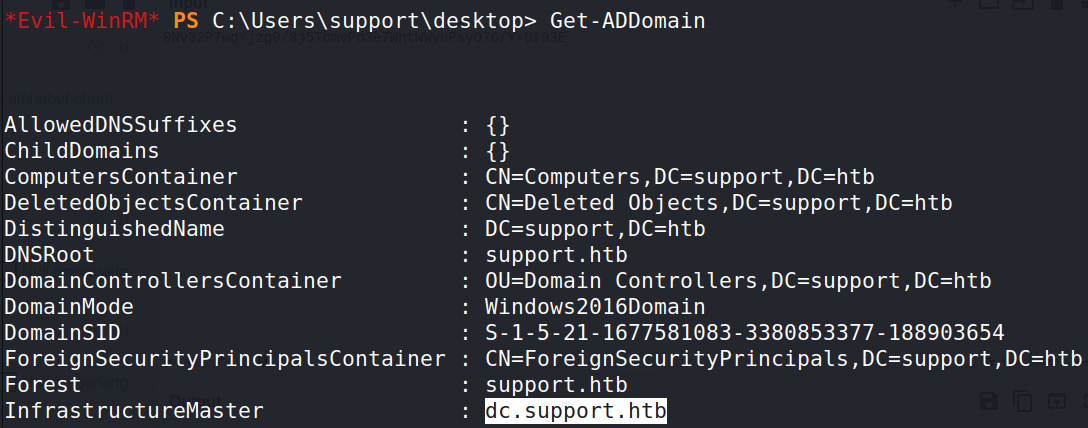 *Evil-WinRM* PS C:\Users\support\desktop> Get-ADDomain
AllowedDNSSuffixes : {}
ChildDomains : {}
ComputersContainer : CN=Computers,DC=support,DC=htb
DeletedObjectsContainer : CN=Deleted Objects,DC=support,DC=htb
DistinguishedName : DC=support,DC=htb
DNSRoot : support.htb
DomainControllersContainer : OU=Domain Controllers,DC=support,DC=htb
DomainMode : Windows2016Domain
DomainSID : S-1-5-21-1677581083-3380853377-188903654
ForeignSecurityPrincipalsContainer : CN=ForeignSecurityPrincipals,DC=support,DC=htb
Forest : support.htb
InfrastructureMaster : dc.support.htb